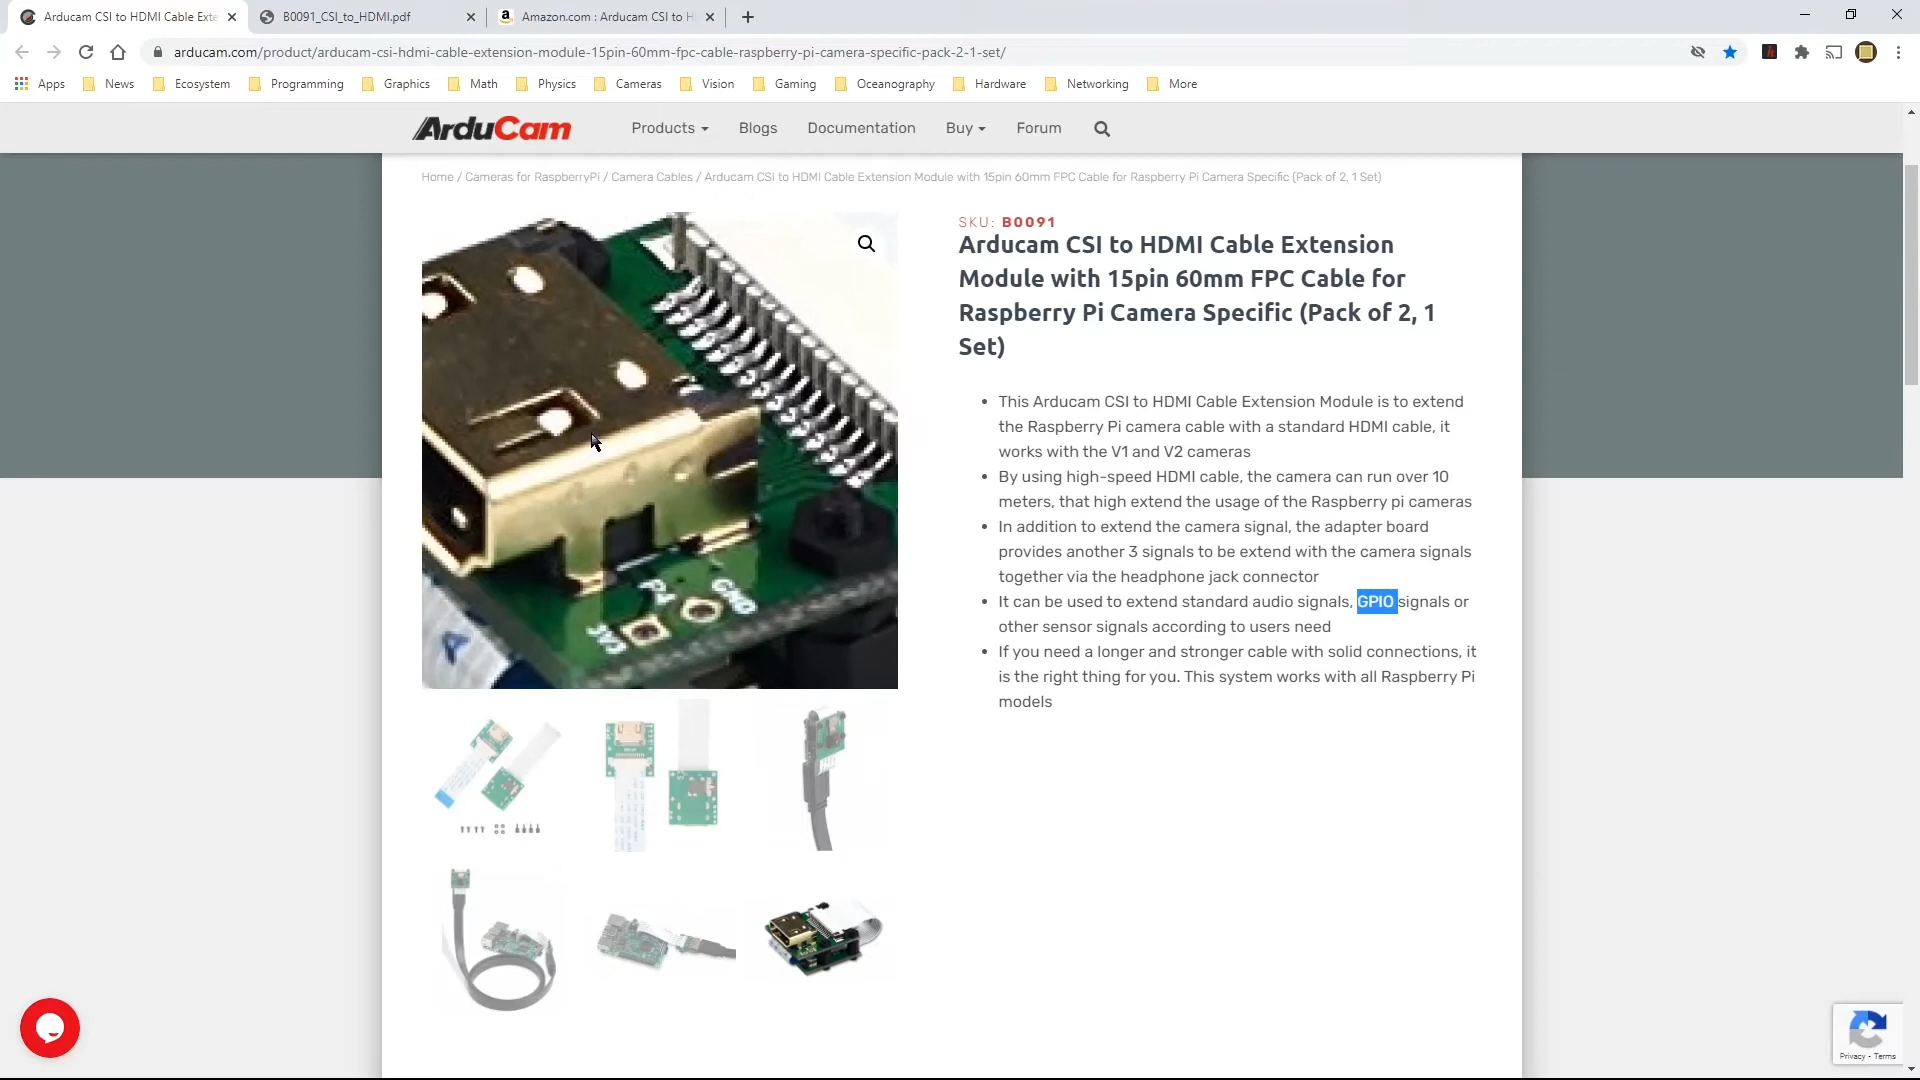 Arducam CSI to HDMI Cable Exte
B0091_CSI_to_HDMI.pdf
Amazon.com : Arducam CSI to H
arducam.com/product/arducam-csi-hdmi-cable-extension-module-15pin-60mm-fpc-cable-raspberry-pi-camera-specific-pack-2-1-set/
Apps News Ecosystem Programming Graphics Math Physics Cameras Vision Gaming Oceanography Hardware Networking More
ArduCam Products Blogs Documentation Buy Forum
Home / Cameras for RaspberryPi / Camera Cables / Arducam CSI to HDMI Cable Extension Module with 15pin 60mm FPC Cable for Raspberry Pi Camera Specific (Pack of 2, 1 Set)
SKU: B0091
Arducam CSI to HDMI Cable Extension
Module with 15pin 60mm FPC Cable for
Raspberry Pi Camera Specific (Pack of 2, 1
Set)
This Arducam CSI to HDMI Cable Extension Module is to extend
the Raspberry Pi camera cable with a standard HDMI cable, it
works with the V1 and V2 cameras
By using high-speed HDMI cable, the camera can run over 10
meters, that high extend the usage of the Raspberry pi cameras
In addition to extend the camera signal, the adapter board
provides another 3 signals to be extend with the camera signals
together via the headphone jack connector
It can be used to extend standard audio signals, GPIO signals or
other sensor signals according to users need
If you need a longer and stronger cable with solid connections, it
is the right thing for you. This system works with all Raspberry Pi
models
P4
GND
3V3
A
Privacy - Terms